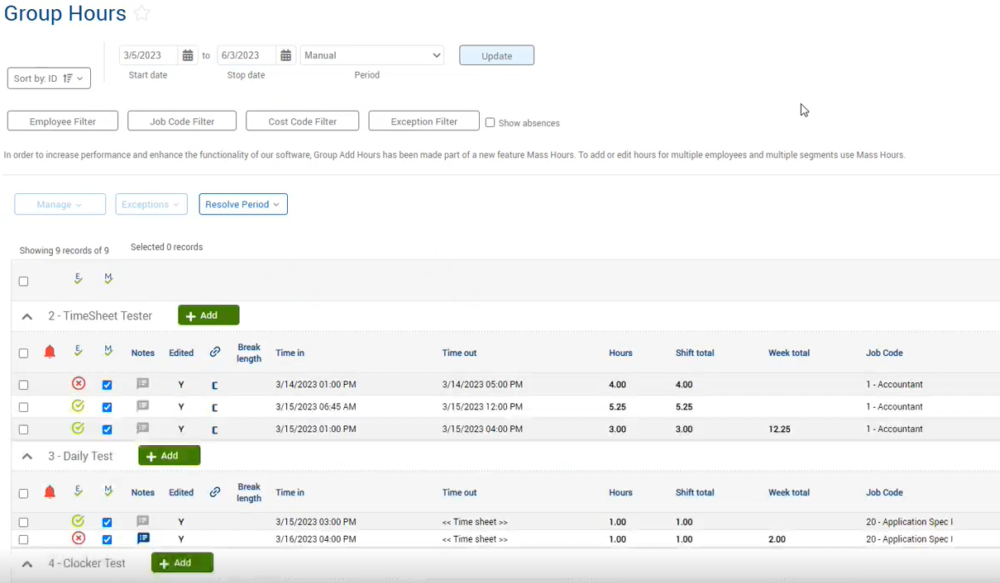 Group Hours
3/5/2023 to 6/3/2023 Manual Update
Start date Stop date Period
Sort by: ID
Employee Filter Job Code Filter Cost Code Filter Exception Filter Show absences
In order to increase performance and enhance the functionality of our software, Group Add Hours has been made part of a new feature Mass Hours. To add or edit hours for multiple employees and multiple segments use Mass Hours.
Manage Exceptions Resolve Period
Showing 9 records of 9 Selected 0 records
E M
2 - TimeSheet Tester + Add
E M Notes Edited Break length Time in Time out Hours Shift total Week total Job Code
Y 3/14/2023 01:00 PM 3/14/2023 05:00 PM 4.00 4.00 1 - Accountant
Y 3/15/2023 06:45 AM 3/15/2023 12:00 PM 5.25 5.25 1 - Accountant
Y 3/15/2023 01:00 PM 3/15/2023 04:00 PM 3.00 3.00 12.25 1 - Accountant
3 - Daily Test + Add
E M Notes Edited Break length Time in Time out Hours Shift total Week total Job Code
Y 3/15/2023 03:00 PM << Time sheet >> 1.00 1.00 20 - Application Spec I
Y 3/16/2023 04:00 PM << Time sheet >> 1.00 1.00 2.00 20 - Application Spec I
4 - Clocker Test + Add